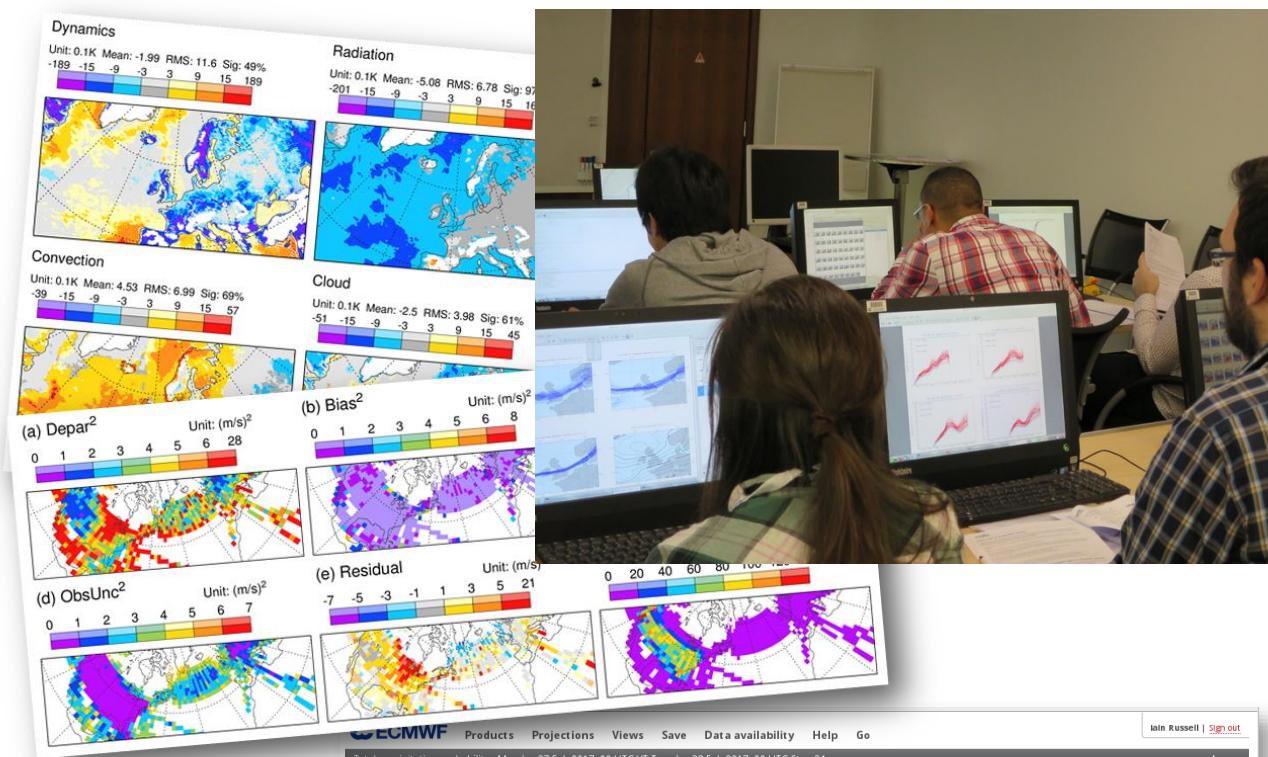 Dynamics
Unit: 0.1K Mean: -1.99 RMS: 11.6 Sig: 49%
-189 -15 -9 -3 3 9 15 189
Radiation
Unit: 0.1K Mean: -5.08 RMS: 6.78 Sig: 97
-201 -15 -9 -3 3 9 15 16
Convection
Unit: 0.1K Mean: 4.53 RMS: 6.99 Sig: 69%
-39 -15 -9 -3 3 9 15 57
Cloud
Unit: 0.1K Mean: -2.5 RMS: 3.98 Sig: 61%
-51 -15 -9 -3 3 9 15 45
(a) Depar²
Unit: (m/s)²
0 1 2 3 4 5 6 28
(b) Bias²
Unit: (m/s)²
0 1 2 3 4 5 6 8
(d) ObsUnc²
Unit: (m/s)²
0 1 2 3 4 5 6 7
(e) Residual
Unit: (m/s)²
-7 -5 -3 -1 1 3 5 21
0 20 40 60 80 100
ECMWF Products Projections Views Save Data availability Help Go
Iain Russell | Sign out